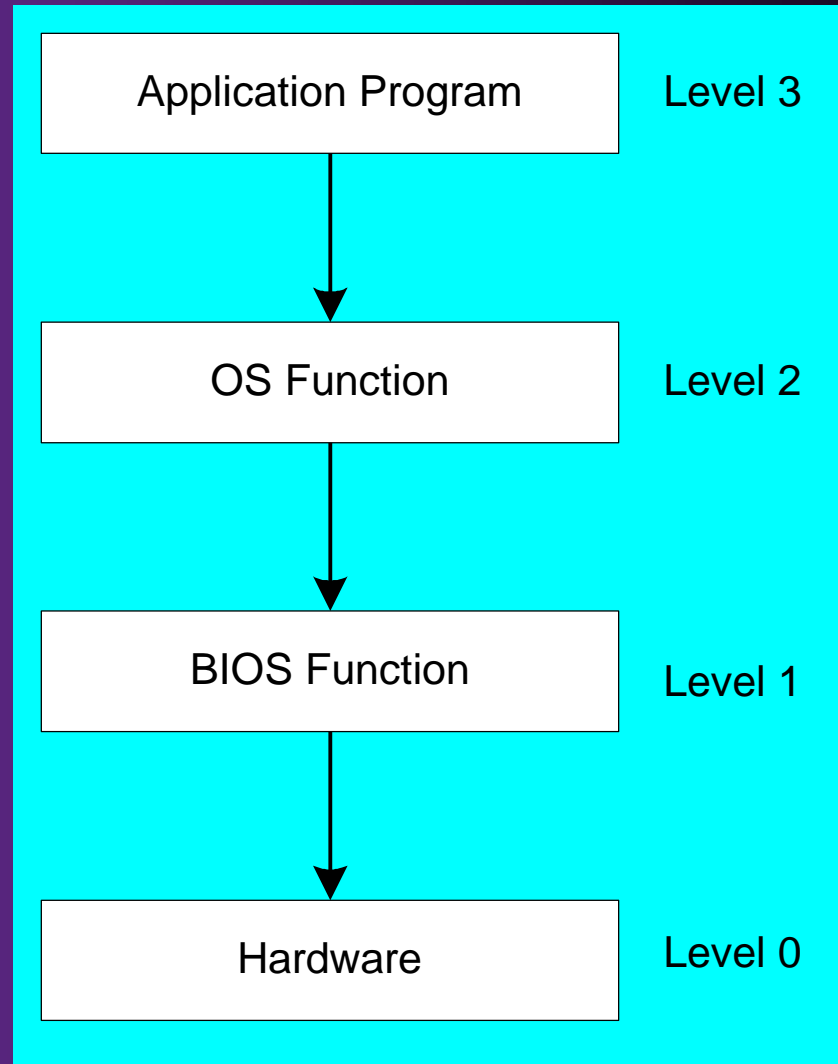 Application Program Level 3
OS Function Level 2
BIOS Function Level 1
Hardware Level 0